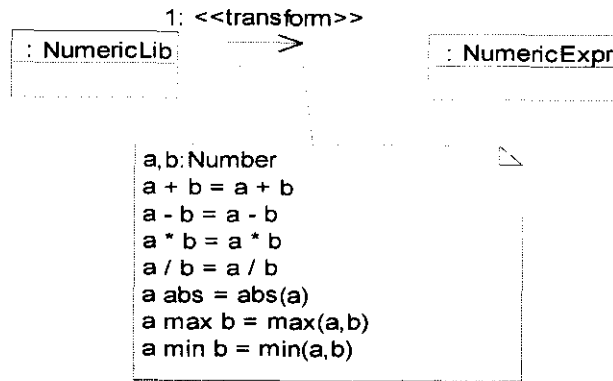 1: <<transform>>
: NumericLib
: NumericExpr
a,b:Number
a + b = a + b
a - b = a - b
a * b = a * b
a / b = a / b
a abs = abs(a)
a max b = max(a,b)
a min b = min(a,b)